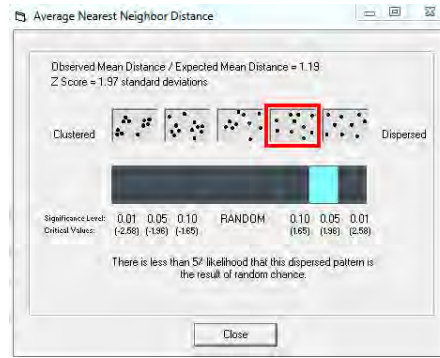 Average Nearest Neighbor Distance
Observed Mean Distance / Expected Mean Distance = 1.19
Z Score = 1.97 standard deviations
Clustered Dispersed
Significance Level: 0.01 0.05 0.10 RANDOM 0.10 0.05 0.01
Critical Values: (-2.58) (-1.96) (-1.65) (1.65) (1.96) (2.58)
There is less than 5% likelihood that this dispersed pattern is
the result of random chance.
Close